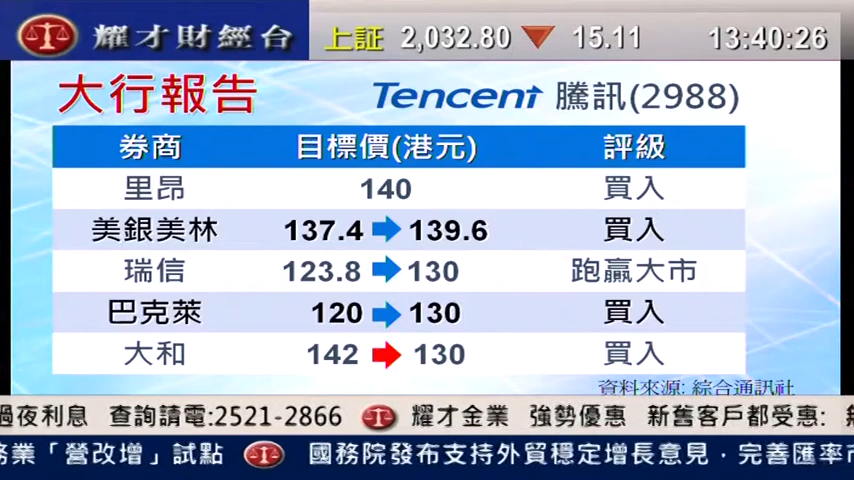 耀才財經台
上証 2,032.80 15.11 13:40:26
大行報告 Tencent 騰訊(2988)
券商 目標價(港元) 評級
里昂 140 買入
美銀美林 137.4 139.6 買入
瑞信 123.8 130 跑贏大市
巴克萊 120 130 買入
大和 142 130 買入
資料來源: 綜合通訊社
過夜利息 查詢請電:2521-2866 耀才金業 強勢優惠 新舊客戶都受惠:
務業「營改增」試點 國務院發布支持外貿穩定增長意見,完善匯率